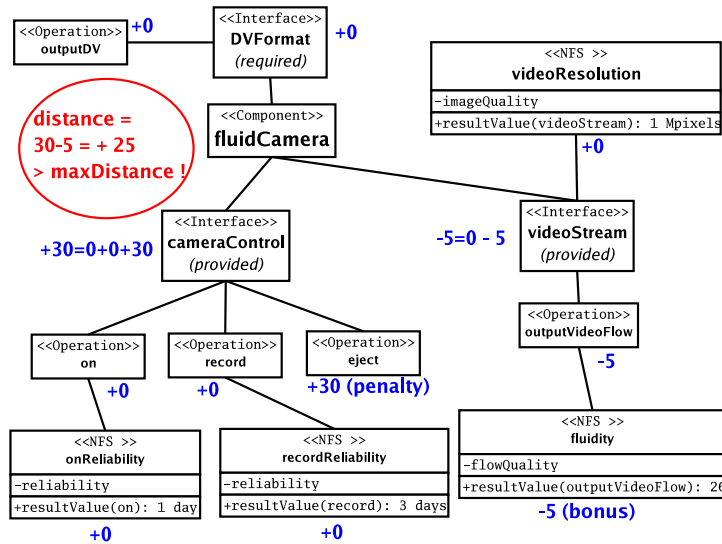 <<Operation>>
outputDV
+0
<<Interface>>
DVFormat
(required)
+0
<<NFS >>
videoResolution
-imageQuality
+resultValue(videoStream): 1 Mpixels
+0
distance =
30-5 = + 25
> maxDistance !
<<Component>>
fluidCamera
+30=0+0+30
<<Interface>>
cameraControl
(provided)
-5=0 - 5
<<Interface>>
videoStream
(provided)
<<Operation>>
on
+0
<<Operation>>
record
+0
<<Operation>>
eject
+30 (penalty)
<<Operation>>
outputVideoFlow
-5
<<NFS >>
onReliability
-reliability
+resultValue(on): 1 day
+0
<<NFS >>
recordReliability
-reliability
+resultValue(record): 3 days
+0
<<NFS >>
fluidity
-flowQuality
+resultValue(outputVideoFlow): 26
-5 (bonus)